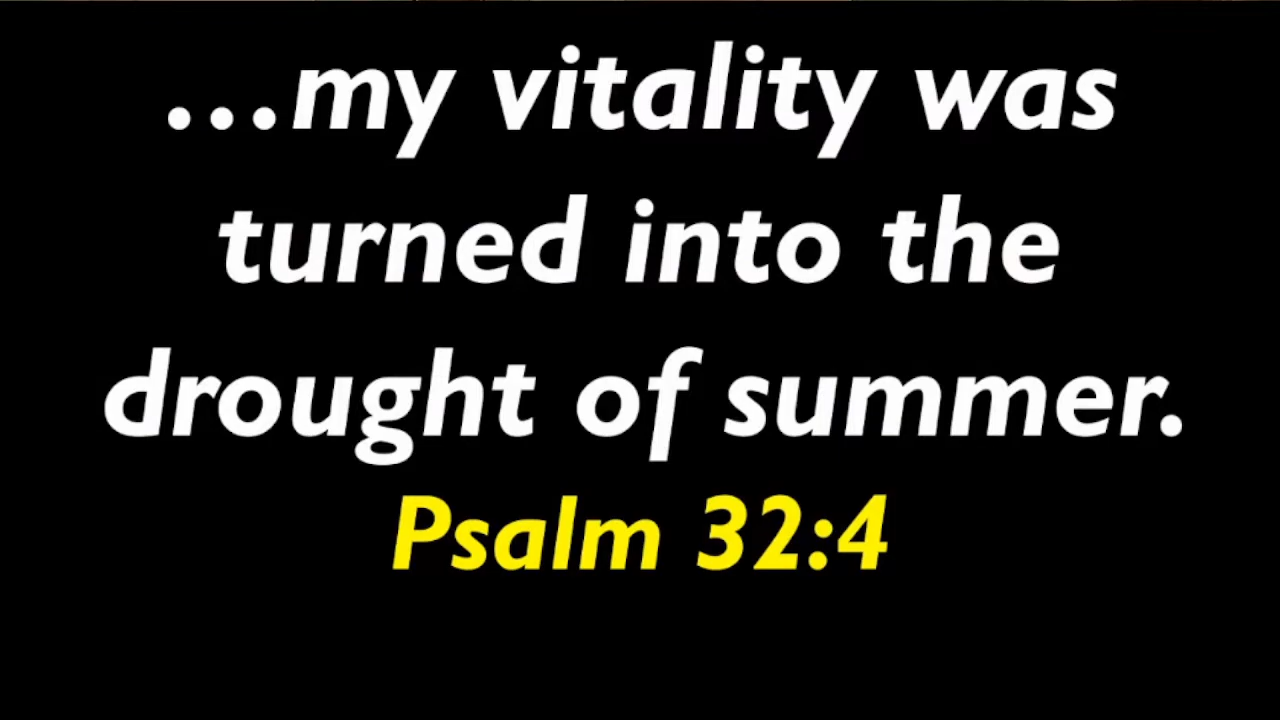 ...my vitality was
turned into the
drought of summer.
Psalm 32:4